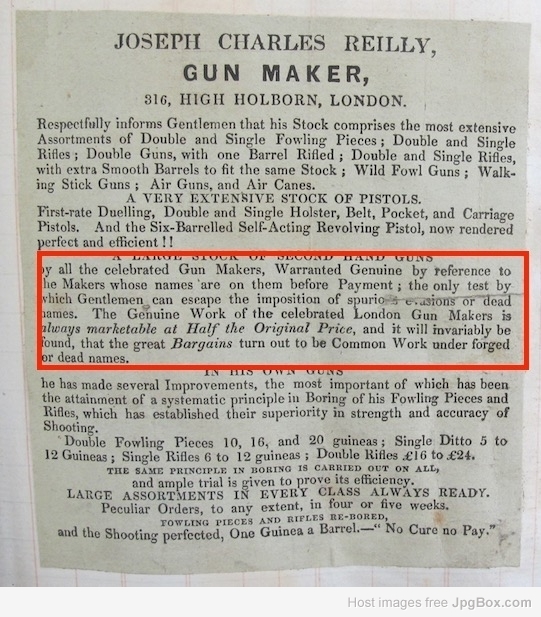 JOSEPH CHARLES REILLY,
GUN MAKER,
316, HIGH HOLBORN, LONDON.
Respectfully informs Gentlemen that his Stock comprises the most extensive
Assortments of Double and Single Fowling Pieces ; Double and Single
Rifles ; Double Guns, with one Barrel Rifled ; Double and Single Rifles,
with extra Smooth Barrels to fit the same Stock ; Wild Fowl Guns ; Walk-
ing Stick Guns ; Air Guns, and Air Canes.
A VERY EXTENSIVE STOCK OF PISTOLS.
First-rate Duelling, Double and Single Holster, Belt, Pocket, and Carriage
Pistols. And the Six-Barrelled Self-Acting Revolving Pistol, now rendered
perfect and efficient !!
A LARGE STOCK OF SECOND HAND GUNS
by all the celebrated Gun Makers, Warranted Genuine by reference to
the Makers whose names are on them before Payment ; the only test by
which Gentlemen can escape the imposition of or dead
names. The Genuine Work of the celebrated London Gun Makers is
always marketable at Half the Original Price, and it will invariably be
found, that the great Bargains turn out to be Common Work under forged
or dead names.
IN HIS OWN GUNS
he has made several Improvements, the most important of which has been
the attainment of a systematic principle in Boring of his Fowling Pieces and
Rifles, which has established their superiority in strength and accuracy of
Shooting.
Double Fowling Pieces 10, 16, and 20 guineas ; Single Ditto 5 to
12 Guineas ; Single Rifles 6 to 12 guineas ; Double Rifles £16 to £24.
THE SAME PRINCIPLE IN BORING IS CARRIED OUT ON ALL,
and ample trial is given to prove its efficiency.
LARGE ASSORTMENTS IN EVERY CLASS ALWAYS READY.
Peculiar Orders, to any extent, in four or five weeks.
FOWLING PIECES AND RIFLES RE-BORED,
and the Shooting perfected, One Guinea a Barrel.—“ No Cure no Pay.”
Host images free JpgBox.com